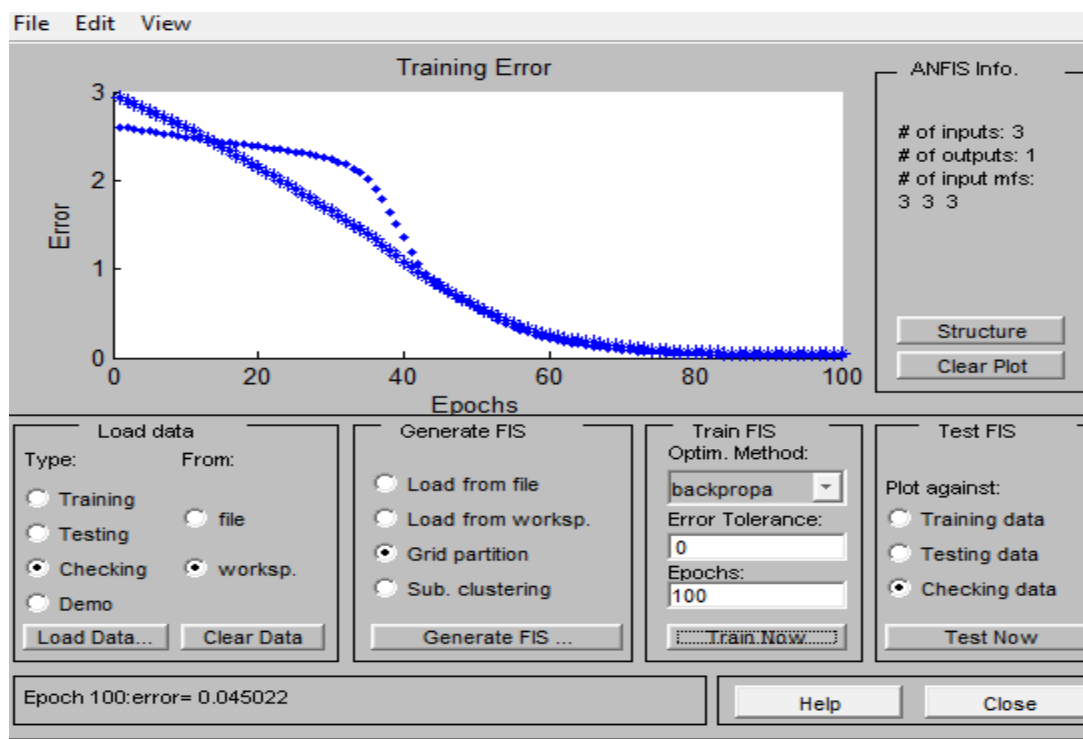 File Edit View
Training Error
3
2
1
0
Error
0 20 40 60 80 100
Epochs
ANFIS Info.
# of inputs: 3
# of outputs: 1
# of input mfs:
3 3 3
Structure
Clear Plot
Load data
Type: From:
Training
file
Testing
Checking
worksp.
Demo
Load Data... Clear Data
Generate FIS
Load from file
Load from worksp.
Grid partition
Sub. clustering
Generate FIS ...
Train FIS
Optim. Method:
backpropa
Error Tolerance:
0
Epochs:
100
Train Now
Test FIS
Plot against:
Training data
Testing data
Checking data
Test Now
Epoch 100:error= 0.045022
Help Close